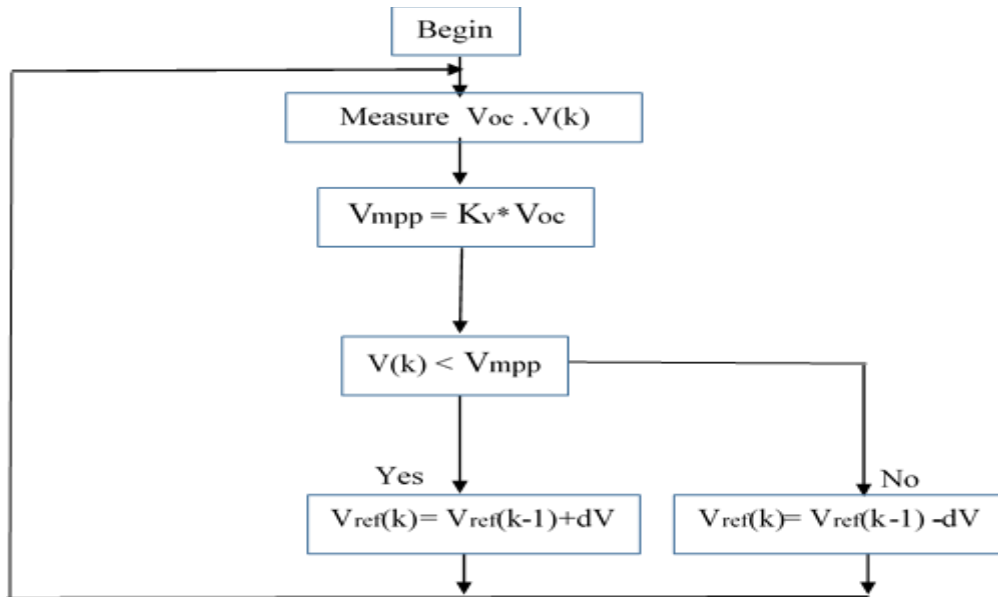 Begin
Measure Voc .V(k)
Vmpp = Kv* Voc
V(k) < Vmpp
Yes
No
Vref(k)= Vref(k-1)+dV
Vref(k)= Vref(k-1) -dV